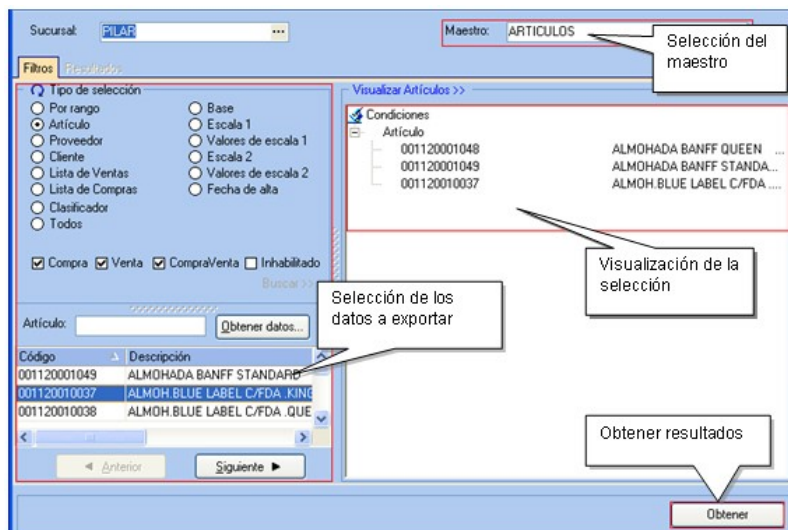 Sucursal: PILAR ...
Maestro: ARTICULOS
Selección del
maestro
Filtros Resultados
Tipo de selección
Por rango
Artículo
Proveedor
Cliente
Lista de Ventas
Lista de Compras
Clasificador
Todos
Base
Escala 1
Valores de escala 1
Escala 2
Valores de escala 2
Fecha de alta
Compra Venta CompraVenta Inhabilitado
Buscar >>
Artículo: Obtener datos...
Código Descripción
001120001049 ALMOHADA BANFF STANDARD
001120010037 ALMOH.BLUE LABEL C/FDA .KING
001120010038 ALMOH.BLUE LABEL C/FDA .QUE
Anterior Siguiente
Selección de los
datos a exportar
Visualizar Artículos >>
Condiciones
Artículo
001120001048 ALMOHADA BANFF QUEEN ...
001120001049 ALMOHADA BANFF STANDA...
001120010037 ALMOH.BLUE LABEL C/FDA ....
Visualización de la
selección
Obtener resultados
Obtener